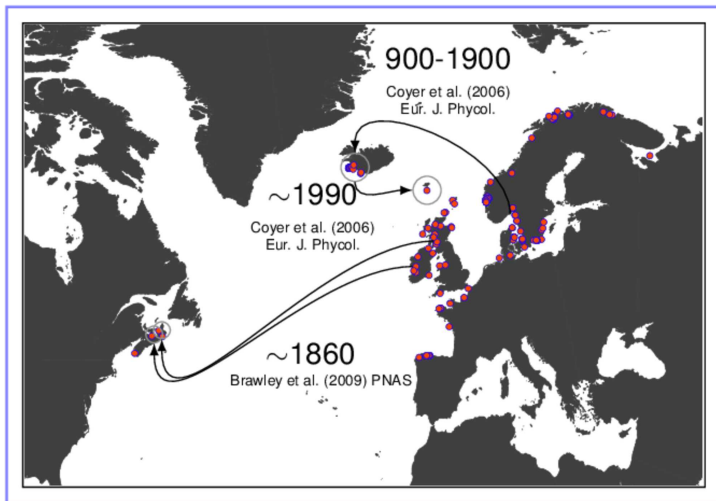 900-1900
Coyer et al. (2006)
Eur. J. Phycol.
~1990
Coyer et al. (2006)
Eur. J. Phycol.
~1860
Brawley et al. (2009) PNAS